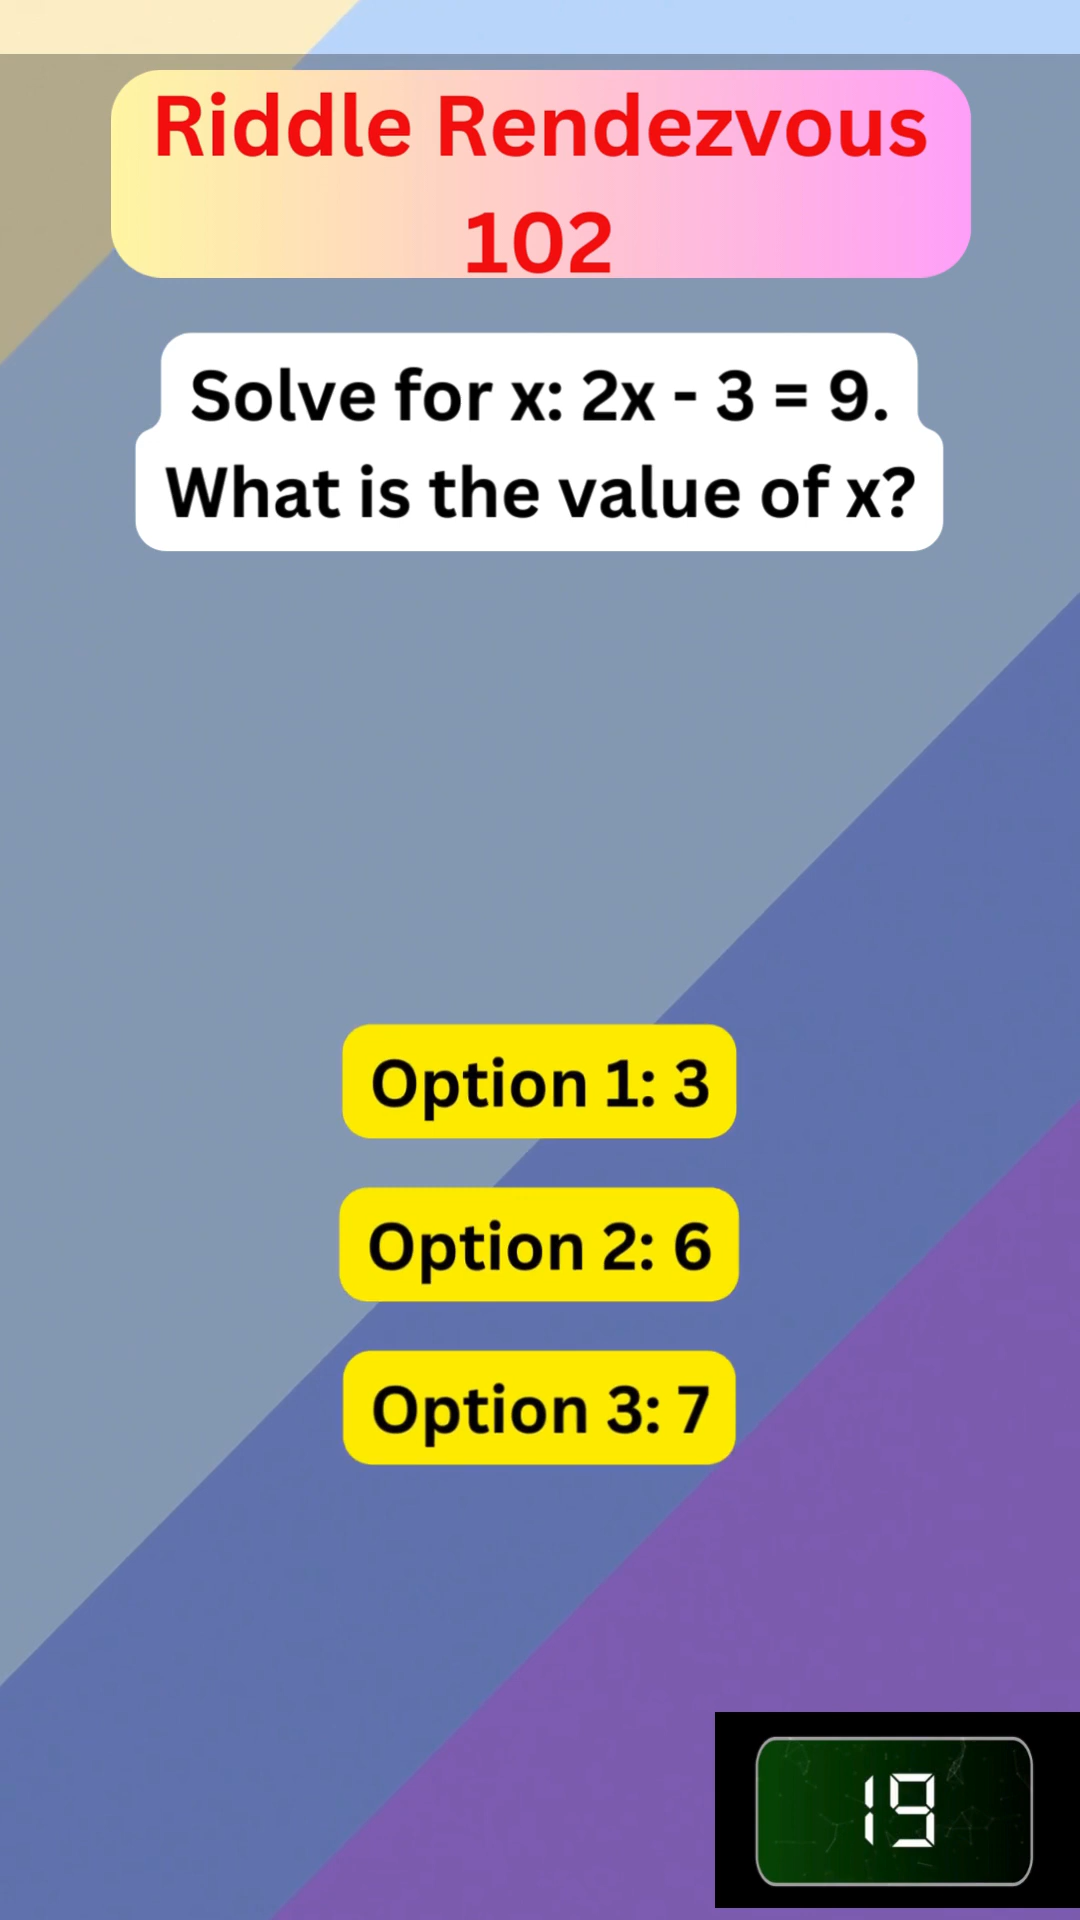 Riddle Rendezvous
102
Solve for x: 2x - 3 = 9.
What is the value of x?
Option 1: 3
Option 2: 6
Option 3: 7
19